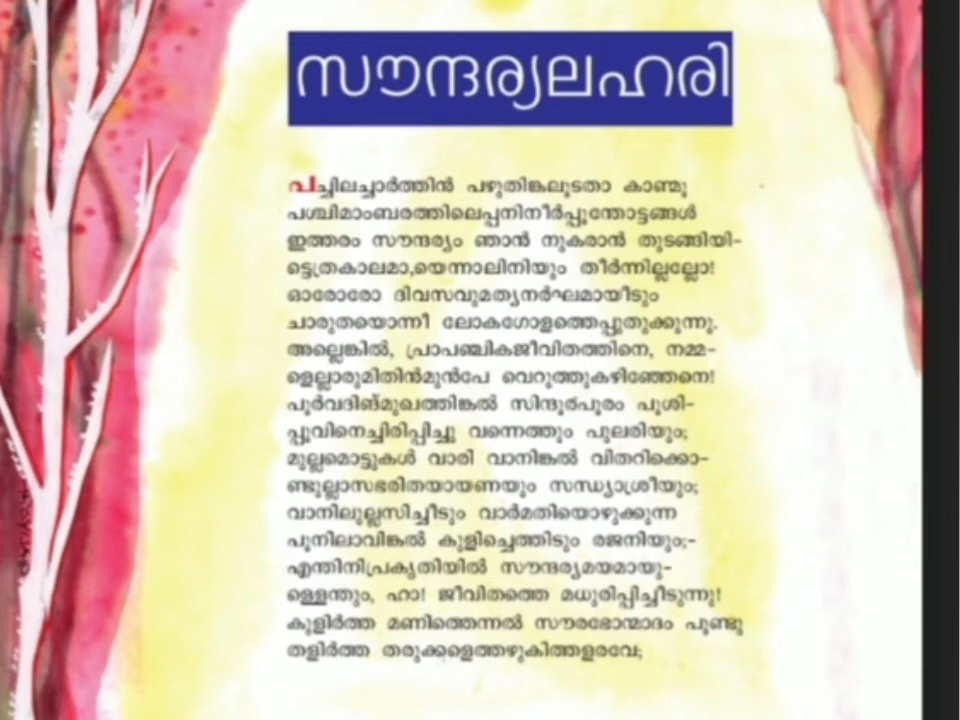 സൗന്ദര്യലഹരി
പച്ചിലച്ചാർത്തിൻ പഴുതിങ്കലൂടതാ കാണ്മൂ
പശ്ചിമാംബരത്തിലെപ്പനിനീർപ്പൂന്തോട്ടങ്ങൾ
ഇത്തരം സൗന്ദര്യം ഞാൻ നുകരാൻ തുടങ്ങിയി-
ട്ടെത്രകാലമാ,യെന്നാലിനിയും തീർന്നില്ലല്ലോ!
ഓരോരോ ദിവസവുമത്യനർഘമായീടും
ചാരുതയൊന്നീ ലോകഗോളത്തെപ്പുതുക്കുന്നു.
അല്ലെങ്കിൽ, പ്രാപഞ്ചികജീവിതത്തിനെ, നമ്മ-
ളെല്ലാരുമിതിൻമുൻപേ വെറുത്തുകഴിഞ്ഞേനെ!
പൂർവദിങ്മുഖത്തിങ്കൽ സിന്ദൂരപൂരം പൂശി-
പ്പൂവിനെച്ചിരിപ്പിച്ചു വന്നെത്തും പുലരിയും;
മുല്ലമൊട്ടുകൾ വാരി വാനിങ്കൽ വിതറിക്കൊ-
ണ്ടുല്ലാസഭരിതയായണയും സന്ധ്യാശ്രീയും;
വാനിലുല്ലസിച്ചീടും വാർമതിയൊഴുക്കുന്ന
പൂനിലാവിങ്കൽ കുളിച്ചെത്തിടും രജനിയും;-
എന്തിനിപ്രകൃതിയിൽ സൗന്ദര്യമയമായു-
ള്ളെന്തും, ഹാ! ജീവിതത്തെ മധുരിപ്പിച്ചീടുന്നു!
കുളിർത്ത മണിത്തെന്നൽ സൗരഭോന്മാദം പൂണ്ടു
തളിർത്ത തരുക്കളെത്തഴുകിത്തളരവേ;